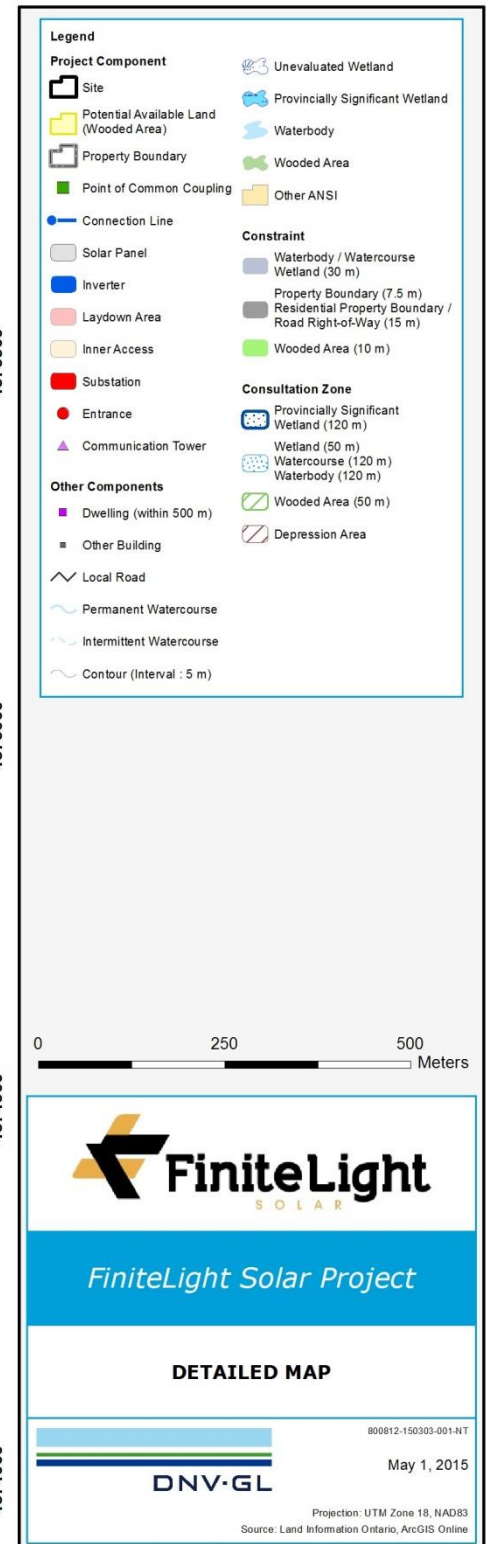 Legend
Project Component
Site
Potential Available Land
(Wooded Area)
Property Boundary
Point of Common Coupling
Connection Line
Solar Panel
Inverter
Laydown Area
Inner Access
Substation
Entrance
Communication Tower
Other Components
Dwelling (within 500 m)
Other Building
Local Road
Permanent Watercourse
Intermittent Watercourse
Contour (Interval : 5 m)
Unevaluated Wetland
Provincially Significant Wetland
Waterbody
Wooded Area
Other ANSI
Constraint
Waterbody / Watercourse
Wetland (30 m)
Property Boundary (7.5 m)
Residential Property Boundary /
Road Right-of-Way (15 m)
Wooded Area (10 m)
Consultation Zone
Provincially Significant
Wetland (120 m)
Wetland (50 m)
Watercourse (120 m)
Waterbody (120 m)
Wooded Area (50 m)
Depression Area
0 250 500
Meters
FiniteLight
SOLAR
FiniteLight Solar Project
DETAILED MAP
DNV·GL
800812-150303-001-NT
May 1, 2015
Projection: UTM Zone 18, NAD83
Source: Land Information Ontario, ArcGIS Online